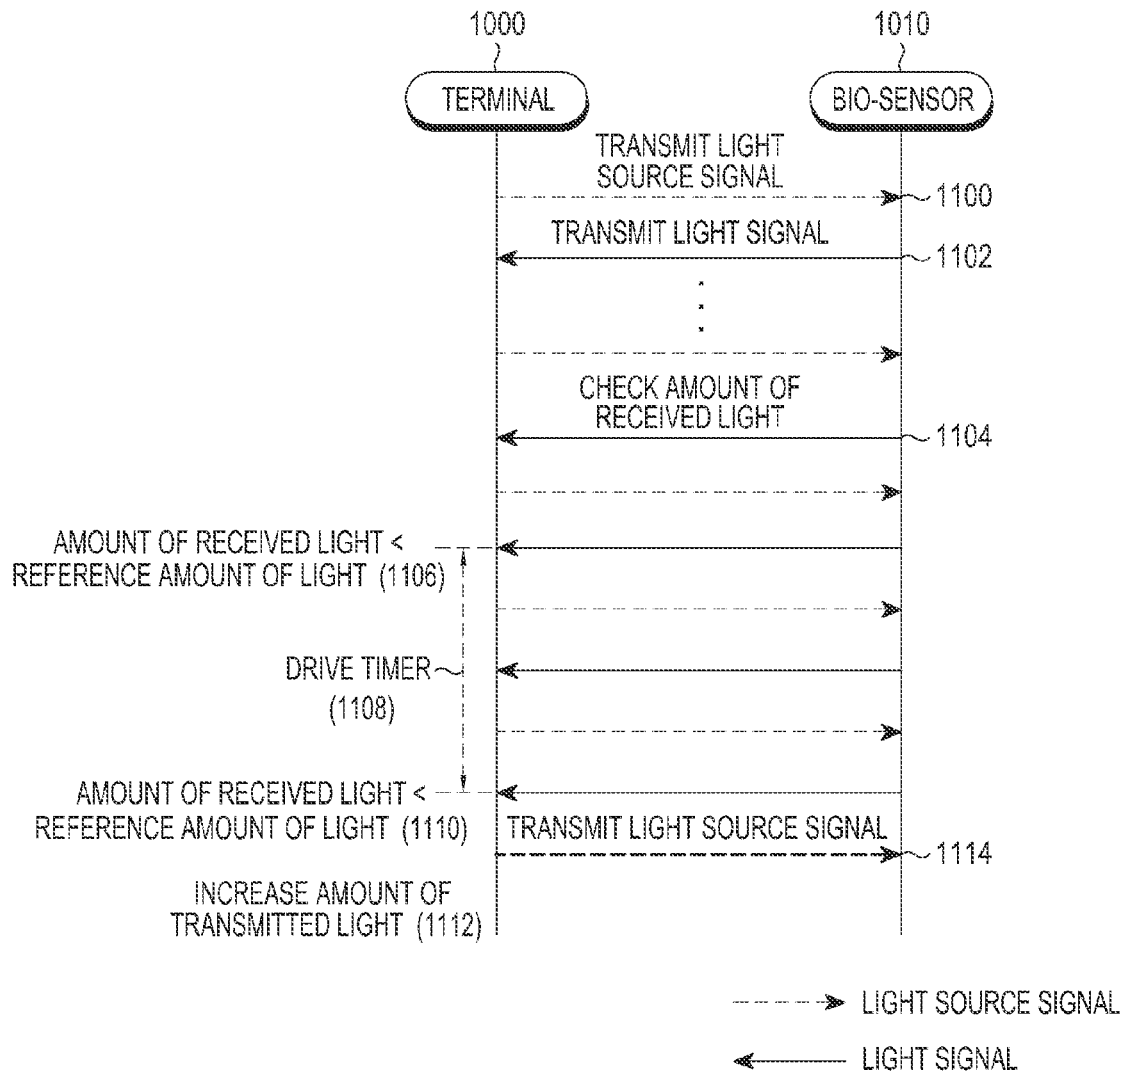 1000
1010
TERMINAL
BIO-SENSOR
TRANSMIT LIGHT
SOURCE SIGNAL
1100
TRANSMIT LIGHT SIGNAL
1102
CHECK AMOUNT OF
RECEIVED LIGHT
1104
AMOUNT OF RECEIVED LIGHT <
REFERENCE AMOUNT OF LIGHT (1106)
DRIVE TIMER
(1108)
AMOUNT OF RECEIVED LIGHT <
REFERENCE AMOUNT OF LIGHT (1110)
TRANSMIT LIGHT SOURCE SIGNAL
1114
INCREASE AMOUNT OF
TRANSMITTED LIGHT (1112)
LIGHT SOURCE SIGNAL
LIGHT SIGNAL